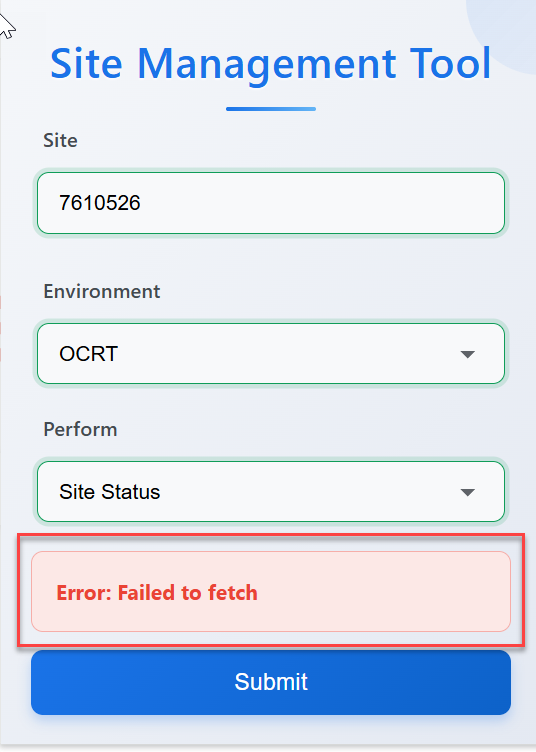 Site Management Tool
Site
7610526
Environment
OCRT
Perform
Site Status
Error: Failed to fetch
Submit